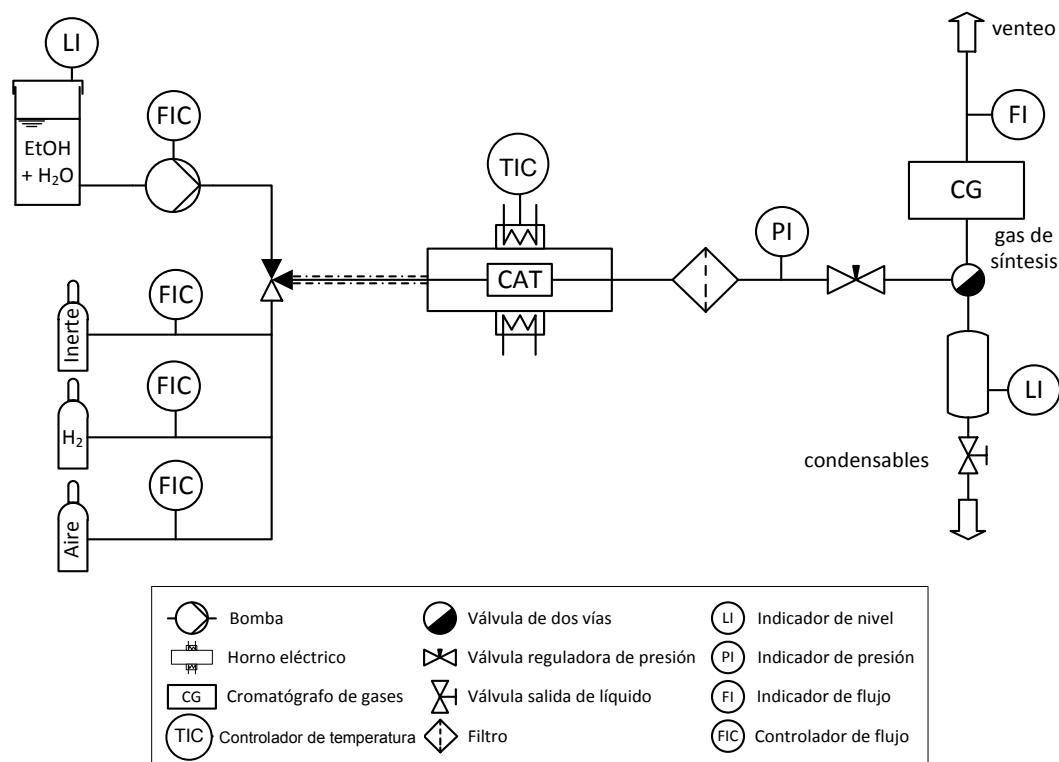 LI
venteo
FIC
FI
EtOH
+ H₂O
TIC
CG
PI
gas de
síntesis
CAT
FIC
Inerte
FIC
LI
H₂
condensables
FIC
Aire
Bomba
Válvula de dos vías
LI
Indicador de nivel
Horno eléctrico
Válvula reguladora de presión
PI
Indicador de presión
CG
Cromatógrafo de gases
Válvula salida de líquido
FI
Indicador de flujo
TIC
Controlador de temperatura
Filtro
FIC
Controlador de flujo